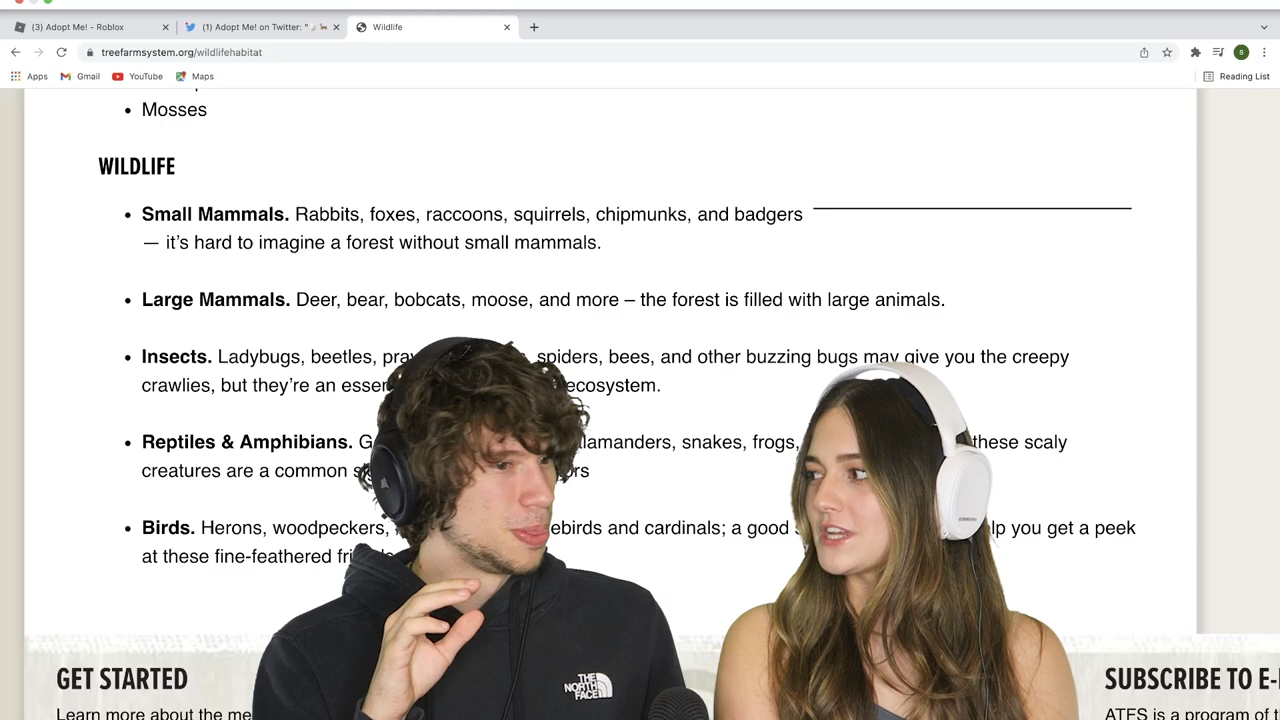 (3) Adopt Me! - Roblox
(1) Adopt Me! on Twitter: "
Wildlife
treefarmsystem.org/wildlifehabitat
S
Apps Gmail YouTube Maps Reading List
• Mosses
WILDLIFE
• Small Mammals. Rabbits, foxes, raccoons, squirrels, chipmunks, and badgers
— it's hard to imagine a forest without small mammals.
• Large Mammals. Deer, bear, bobcats, moose, and more – the forest is filled with large animals.
• Insects. Ladybugs, beetles, spiders, bees, and other buzzing bugs may give you the creepy
crawlies, but they're an ecosystem.
• Reptiles & Amphibians. snakes, frogs, these scaly
creatures are a common
• Birds. Herons, woodpeckers, and cardinals; a good you get a peek
at these fine-feathered
GET STARTED
SUBSCRIBE TO
Learn more about the
ATFS is a program of
THE
NORTH
FACE